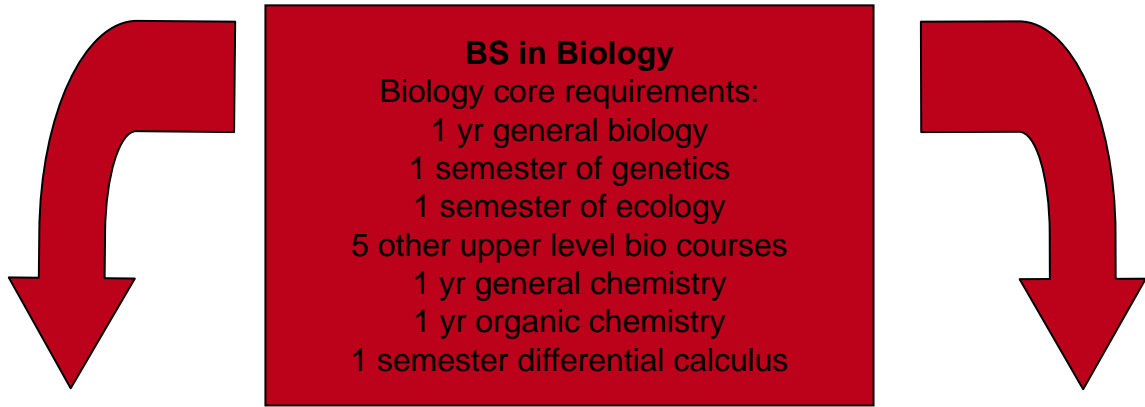 BS in Biology
Biology core requirements:
1 yr general biology
1 semester of genetics
1 semester of ecology
5 other upper level bio courses
1 yr general chemistry
1 yr organic chemistry
1 semester differential calculus